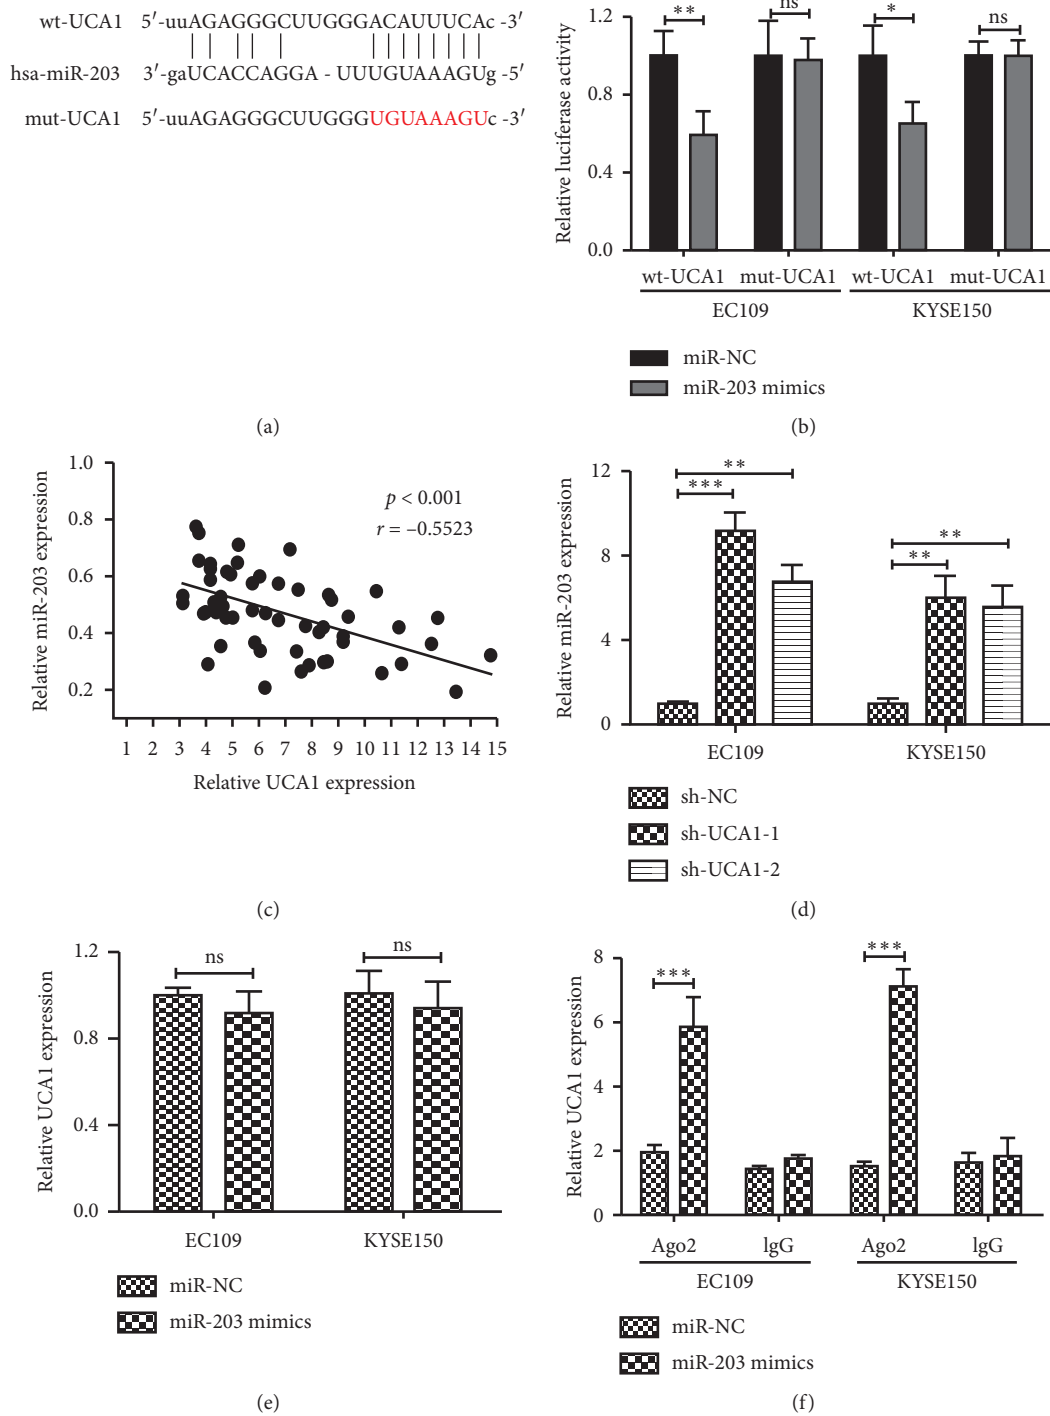 wt-UCA1 5′-uuAGAGGGCUUGGGACAUUUCAc -3′
hsa-miR-203 3′-gaUCACCAGGA - UUUGUAAAGUg -5′
mut-UCA1 5′-uuAGAGGGCUUGGGUGUAAAGUc -3′
(a)
Relative luciferase activity
1.2
0.8
0.4
0.0
**
ns
*
ns
wt-UCA1 mut-UCA1 wt-UCA1 mut-UCA1
EC109 KYSE150
miR-NC
miR-203 mimics
(b)
Relative miR-203 expression
1.0
0.8
0.6
0.4
0.2
p < 0.001
r = –0.5523
1 2 3 4 5 6 7 8 9 10 11 12 13 14 15
Relative UCA1 expression
(c)
Relative miR-203 expression
12
8
4
0
**
***
**
**
EC109 KYSE150
sh-NC
sh-UCA1-1
sh-UCA1-2
(d)
Relative UCA1 expression
1.2
0.8
0.4
0.0
ns
ns
EC109 KYSE150
miR-NC
miR-203 mimics
(e)
Relative UCA1 expression
8
6
4
2
0
***
***
Ago2 lgG Ago2 lgG
EC109 KYSE150
miR-NC
miR-203 mimics
(f)